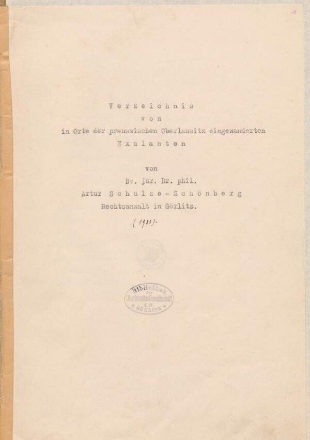 Verzeichnis
von
in Orte der preussischen Oberlausitz eingewanderten
Exulanten
von
Dr. jur. Dr. phil.
Artur Schulze-Schönberg
Rechtsanwalt in Görlitz.